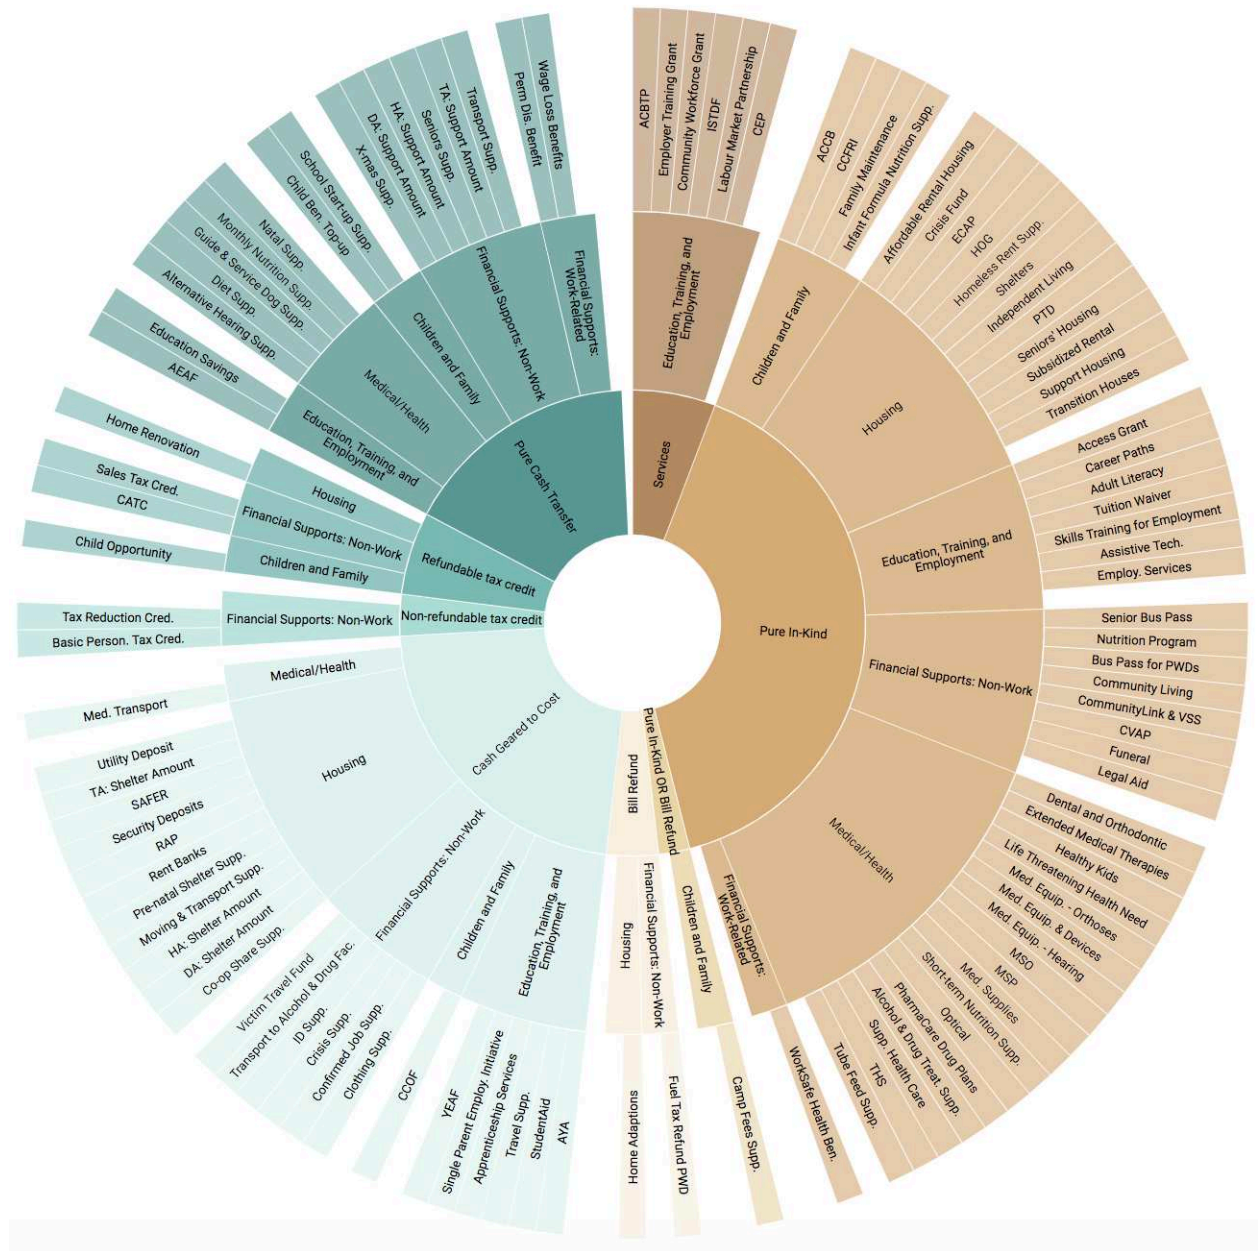 Services
Education, Training, and
Employment
ACBTP
Employer Training Grant
Community Workforce Grant
ISTDF
Labour Market Partnership
CEP
Pure In-Kind
Children and Family
ACCB
CCFRI
Family Maintenance
Infant Formula Nutrition Supp.
Housing
Affordable Rental Housing
Crisis Fund
ECAP
HOG
Homeless Rent Supp.
Shelters
Independent Living
PTD
Seniors' Housing
Subsidized Rental
Support Housing
Transition Houses
Education, Training, and
Employment
Access Grant
Career Paths
Adult Literacy
Tuition Waiver
Skills Training for Employment
Assistive Tech.
Employ. Services
Financial Supports: Non-Work
Senior Bus Pass
Nutrition Program
Bus Pass for PWDs
Community Living
CommunityLink & VSS
CVAP
Funeral
Legal Aid
Medical/Health
Dental and Orthodontic
Extended Medical Therapies
Healthy Kids
Life Threatening Health Need
Med. Equip. - Orthoses
Med. Equip. & Devices
Med. Equip. - Hearing
MSO
MSP
Med. Supplies
Short-term Nutrition Supp.
Optical
PharmaCare Drug Plans
Alcohol & Drug Treat. Supp.
Supp. Health Care
THS
Tube Feed Supp.
Financial Supports:
Work-Related
WorkSafe Health Ben.
Pure In-Kind OR Bill Refund
Children and Family
Camp Fees Supp.
Bill Refund
Financial Supports: Non-Work
Fuel Tax Refund PWD
Housing
Home Adaptions
Cash Geared to Cost
Education, Training, and
Employment
AYA
StudentAid
Travel Supp.
Apprenticeship Services
Single Parent Employ. Initiative
YEAF
Children and Family
CCOF
Financial Supports: Non-Work
Clothing Supp.
Confirmed Job Supp.
Crisis Supp.
ID Supp.
Transport to Alcohol & Drug Fac.
Victim Travel Fund
Housing
Co-op Share Supp.
DA: Shelter Amount
HA: Shelter Amount
Moving & Transport Supp.
Pre-natal Shelter Supp.
Rent Banks
RAP
Security Deposits
SAFER
TA: Shelter Amount
Utility Deposit
Medical/Health
Med. Transport
Non-refundable tax credit
Financial Supports: Non-Work
Basic Person. Tax Cred.
Tax Reduction Cred.
Refundable tax credit
Children and Family
Child Opportunity
Financial Supports: Non-Work
CATC
Sales Tax Cred.
Housing
Home Renovation
Pure Cash Transfer
Education, Training, and
Employment
AEAF
Education Savings
Medical/Health
Alternative Hearing Supp.
Diet Supp.
Guide & Service Dog Supp.
Monthly Nutrition Supp.
Natal Supp.
Children and Family
Child Ben. Top-up
School Start-up Supp.
Financial Supports: Non-Work
X-mas Supp.
DA: Support Amount
HA: Support Amount
Seniors Supp.
TA: Support Amount
Transport Supp.
Financial Supports:
Work-Related
Perm Dis. Benefit
Wage Loss Benefits